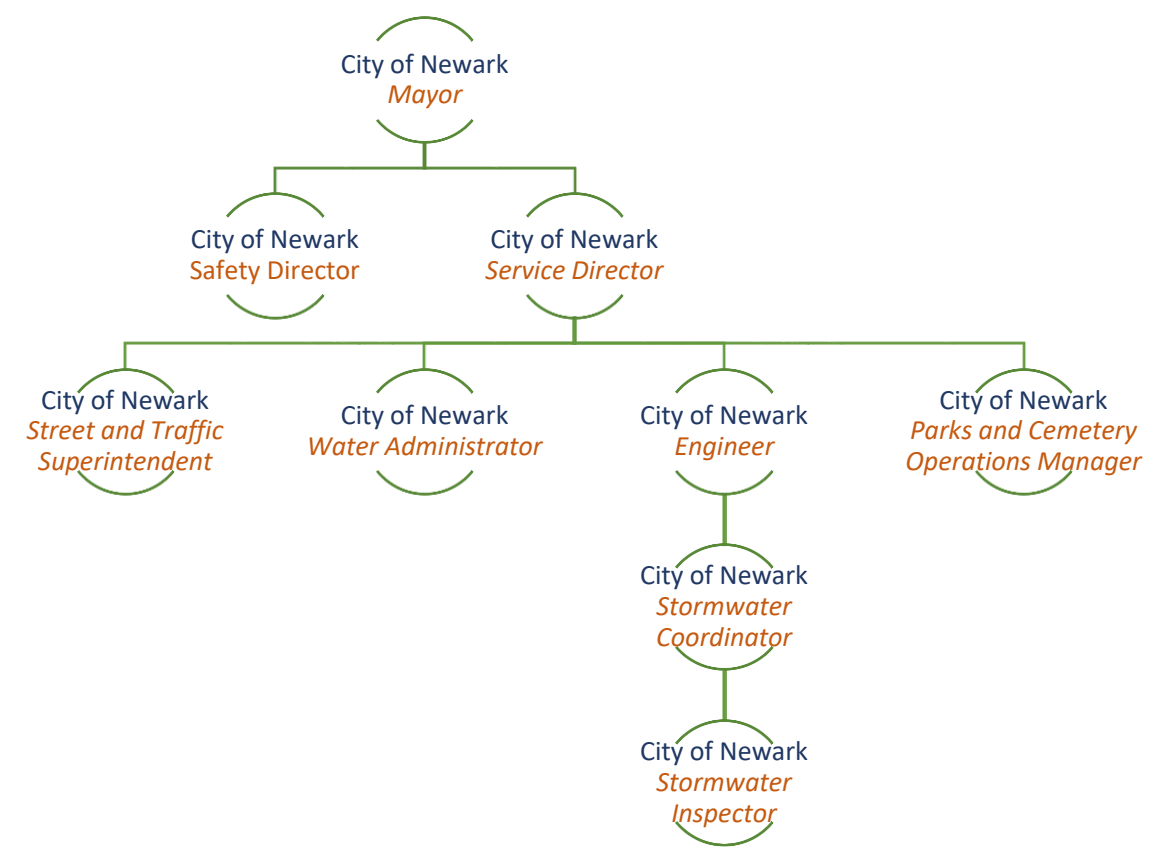 City of Newark
Mayor
City of Newark
Safety Director
City of Newark
Service Director
City of Newark
Street and Traffic
Superintendent
City of Newark
Water Administrator
City of Newark
Engineer
City of Newark
Parks and Cemetery
Operations Manager
City of Newark
Stormwater
Coordinator
City of Newark
Stormwater
Inspector